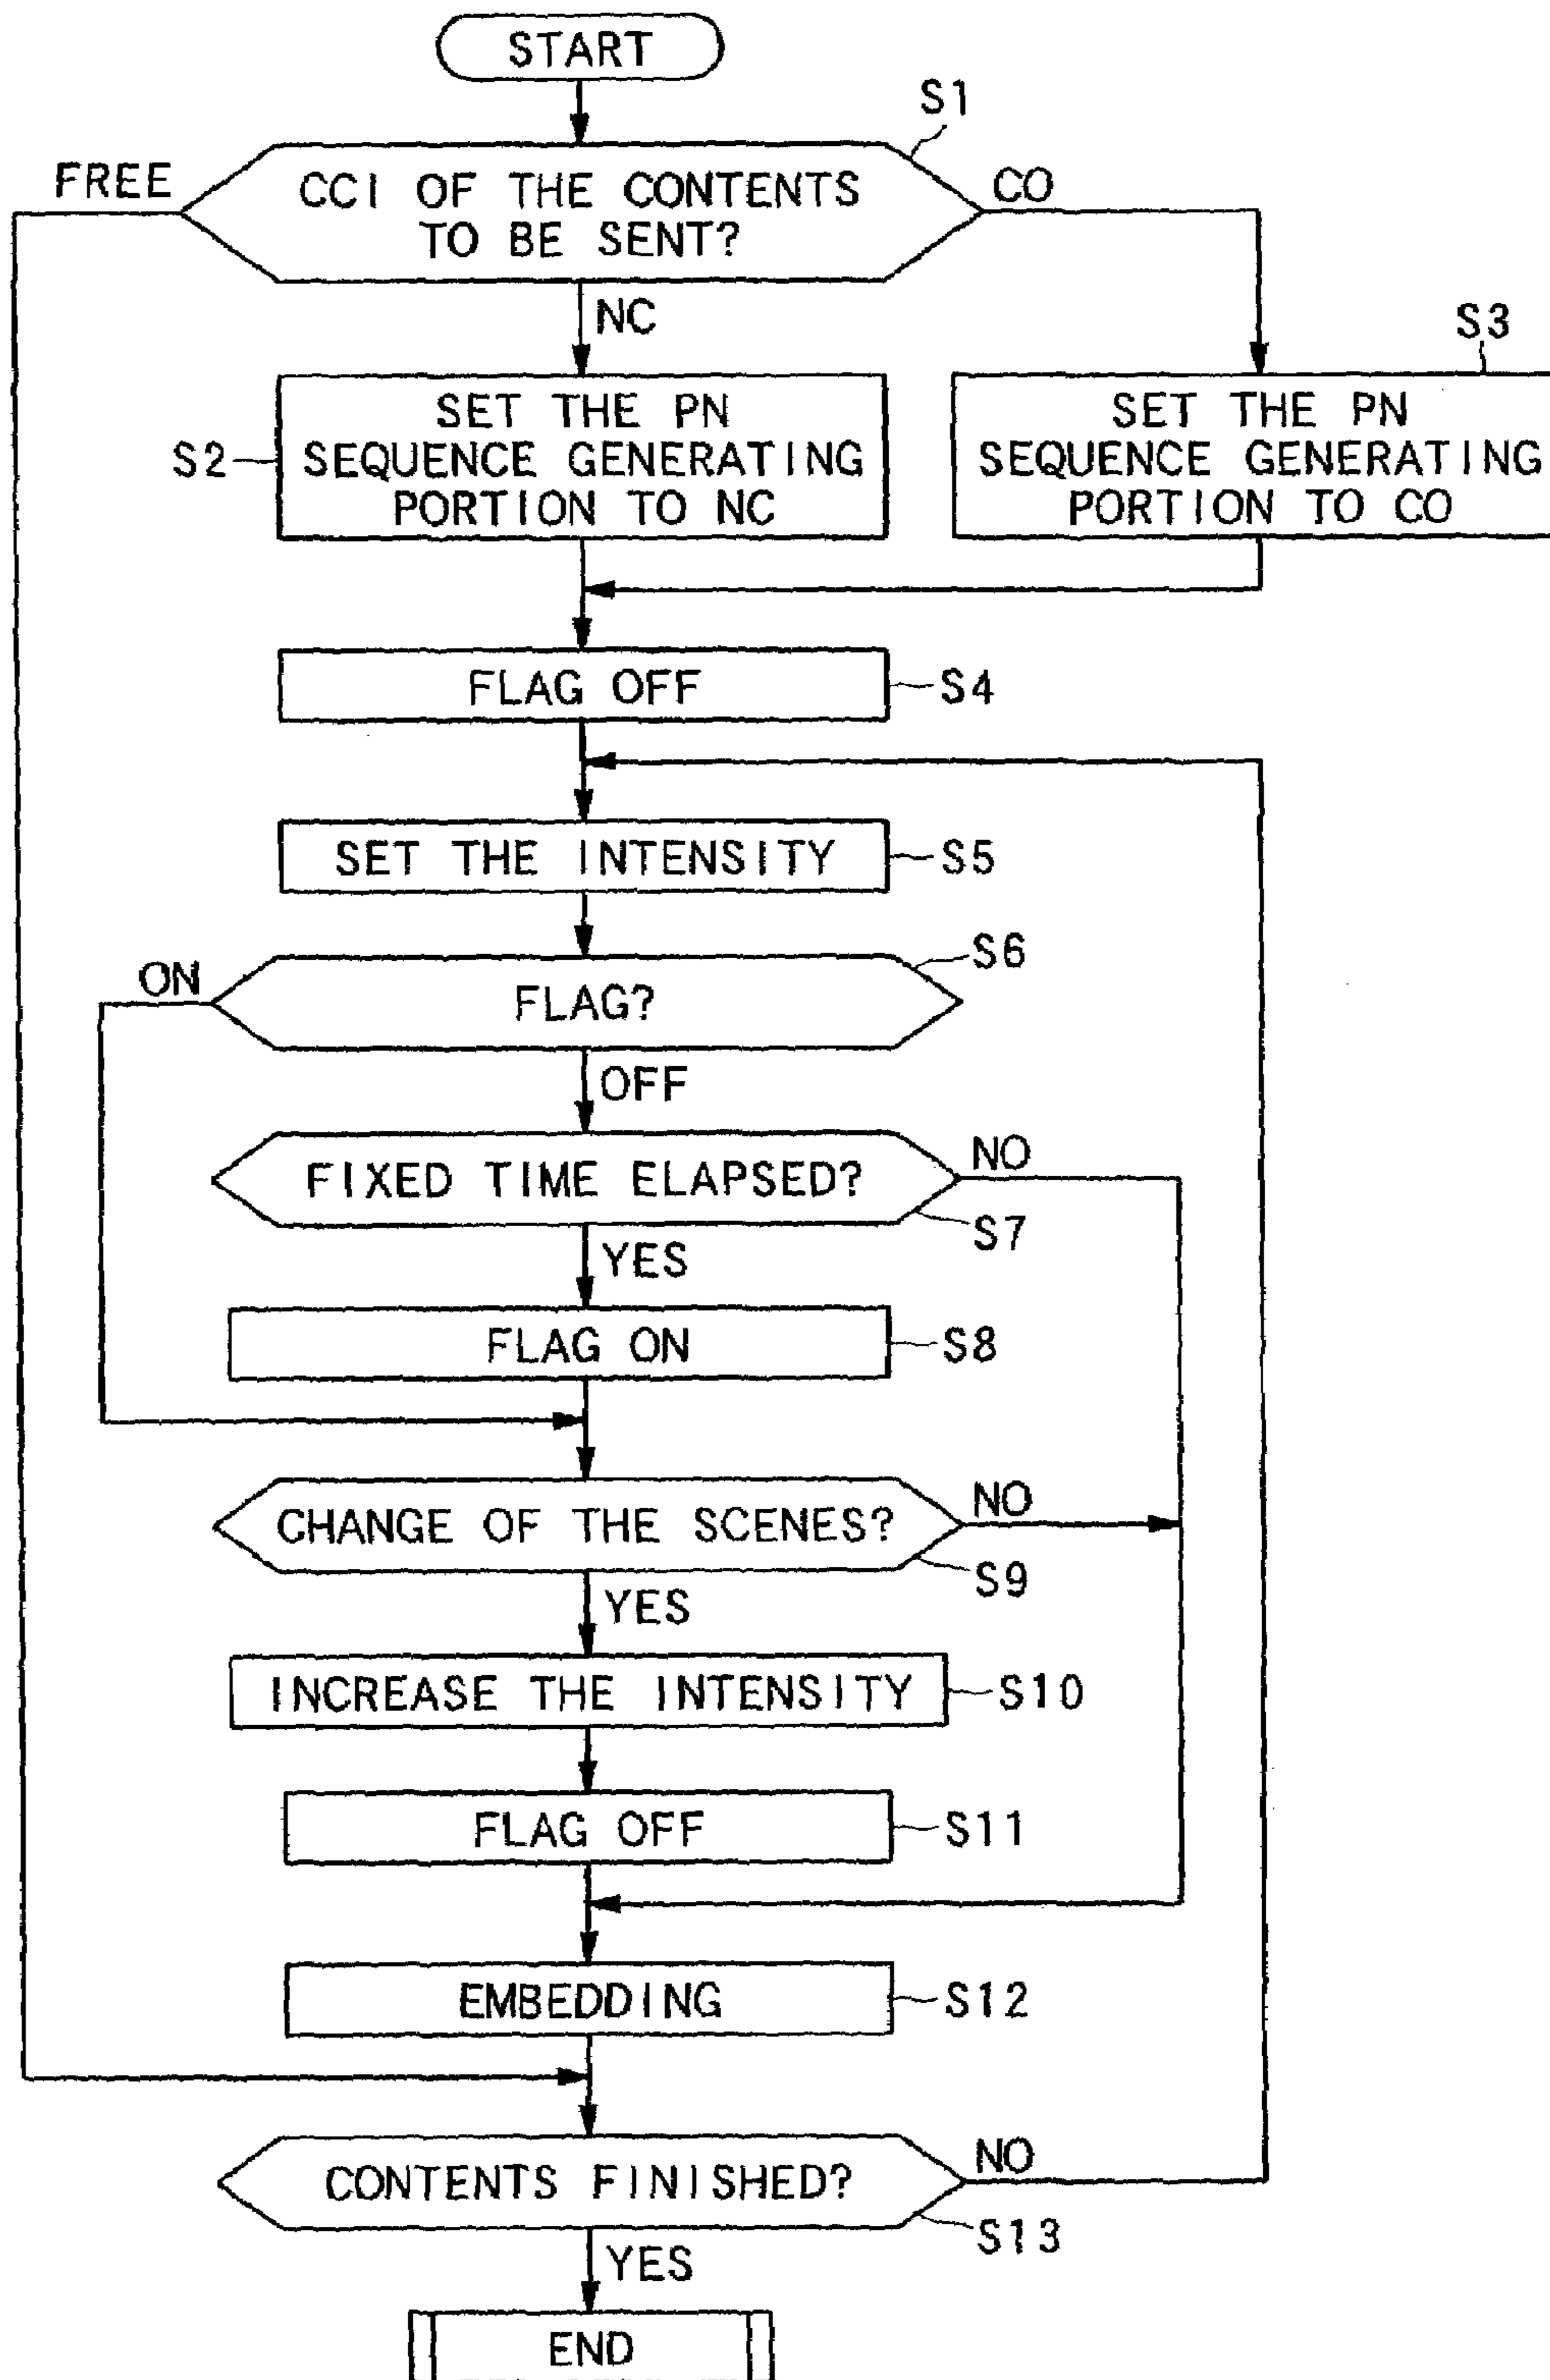 START
S1
FREE
CCI OF THE CONTENTS
TO BE SENT?
CO
NC
S3
SET THE PN
SEQUENCE GENERATING
PORTION TO NC
S2
SET THE PN
SEQUENCE GENERATING
PORTION TO CO
FLAG OFF
S4
SET THE INTENSITY
S5
S6
ON
FLAG?
OFF
FIXED TIME ELAPSED?
NO
S7
YES
FLAG ON
S8
CHANGE OF THE SCENES?
NO
S9
YES
INCREASE THE INTENSITY
S10
FLAG OFF
S11
EMBEDDING
S12
CONTENTS FINISHED?
NO
S13
YES
END